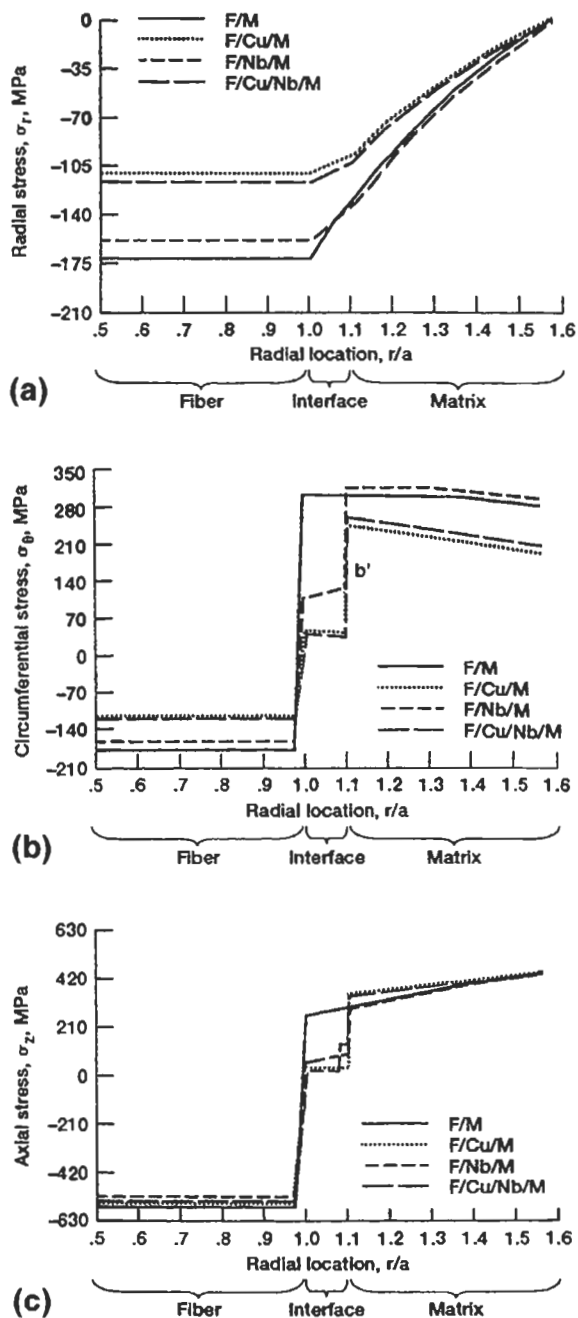 F/M
F/Cu/M
F/Nb/M
F/Cu/Nb/M
Radial stress, σr, MPa
0
−35
−70
−105
−140
−175
−210
.5 .6 .7 .8 .9 1.0 1.1 1.2 1.3 1.4 1.5 1.6
Radial location, r/a
(a)
Fiber Interface Matrix
Circumferential stress, σθ, MPa
350
280
210
140
70
0
−70
−140
−210
b'
F/M
F/Cu/M
F/Nb/M
F/Cu/Nb/M
.5 .6 .7 .8 .9 1.0 1.1 1.2 1.3 1.4 1.5 1.6
Radial location, r/a
(b)
Fiber Interface Matrix
Axial stress, σz, MPa
630
420
210
0
−210
−420
−630
F/M
F/Cu/M
F/Nb/M
F/Cu/Nb/M
.5 .6 .7 .8 .9 1.0 1.1 1.2 1.3 1.4 1.5 1.6
Radial location, r/a
(c)
Fiber Interface Matrix